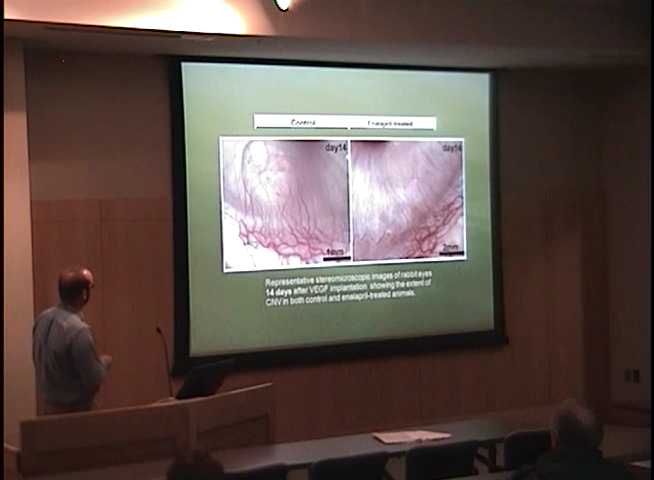 Control Enalapril-treated
day14 day14
1mm 1mm
Representative stereomicroscopic images of rabbit eyes
14 days after VEGF implantation showing the extent of
CNV in both control and enalapril-treated animals.